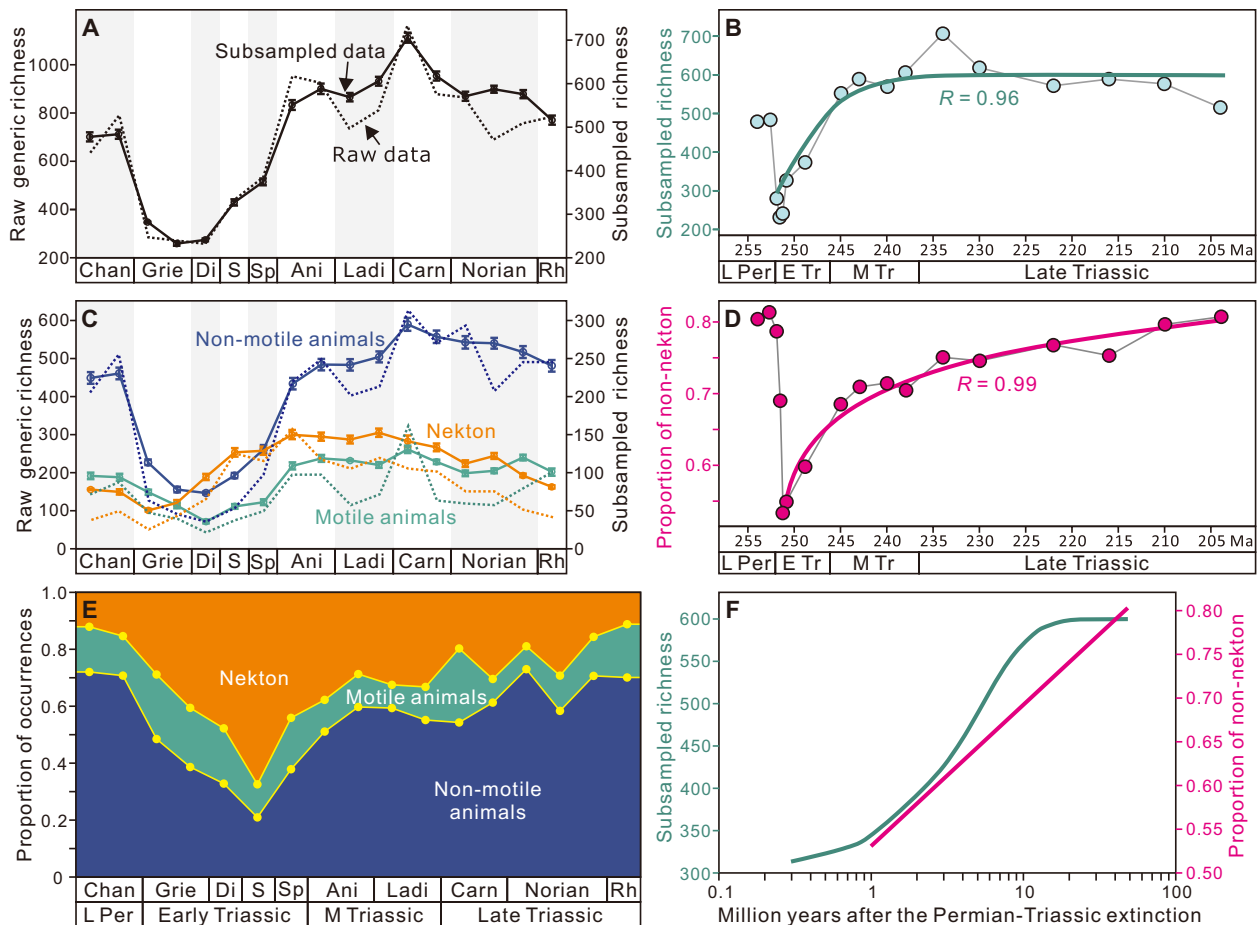 A
Raw generic richness
1000
800
600
400
200
Subsampled data
Raw data
700
600
500
400
300
200
Subsampled richness
Chan Grie Di S Sp Ani Ladi Carn Norian Rh
B
Subsampled richness
700
600
500
400
300
200
R = 0.96
255 250 245 240 235 230 225 220 215 210 205 Ma
L Per E Tr M Tr Late Triassic
C
Raw generic richness
600
500
400
300
200
100
0
Non-motile animals
Nekton
Motile animals
300
250
200
150
100
50
0
Subsampled richness
Chan Grie Di S Sp Ani Ladi Carn Norian Rh
D
Proportion of non-nekton
0.8
0.7
0.6
R = 0.99
255 250 245 240 235 230 225 220 215 210 205 Ma
L Per E Tr M Tr Late Triassic
E
Proportion of occurrences
1.0
0.8
0.6
0.4
0.2
0
Nekton
Motile animals
Non-motile
animals
Chan Grie Di S Sp Ani Ladi Carn Norian Rh
L Per Early Triassic M Triassic Late Triassic
F
Subsampled richness
600
550
500
450
400
350
300
0.80
0.75
0.70
0.65
0.60
0.55
0.50
Proportion of non-nekton
0.1 1 10 100
Million years after the Permian-Triassic extinction